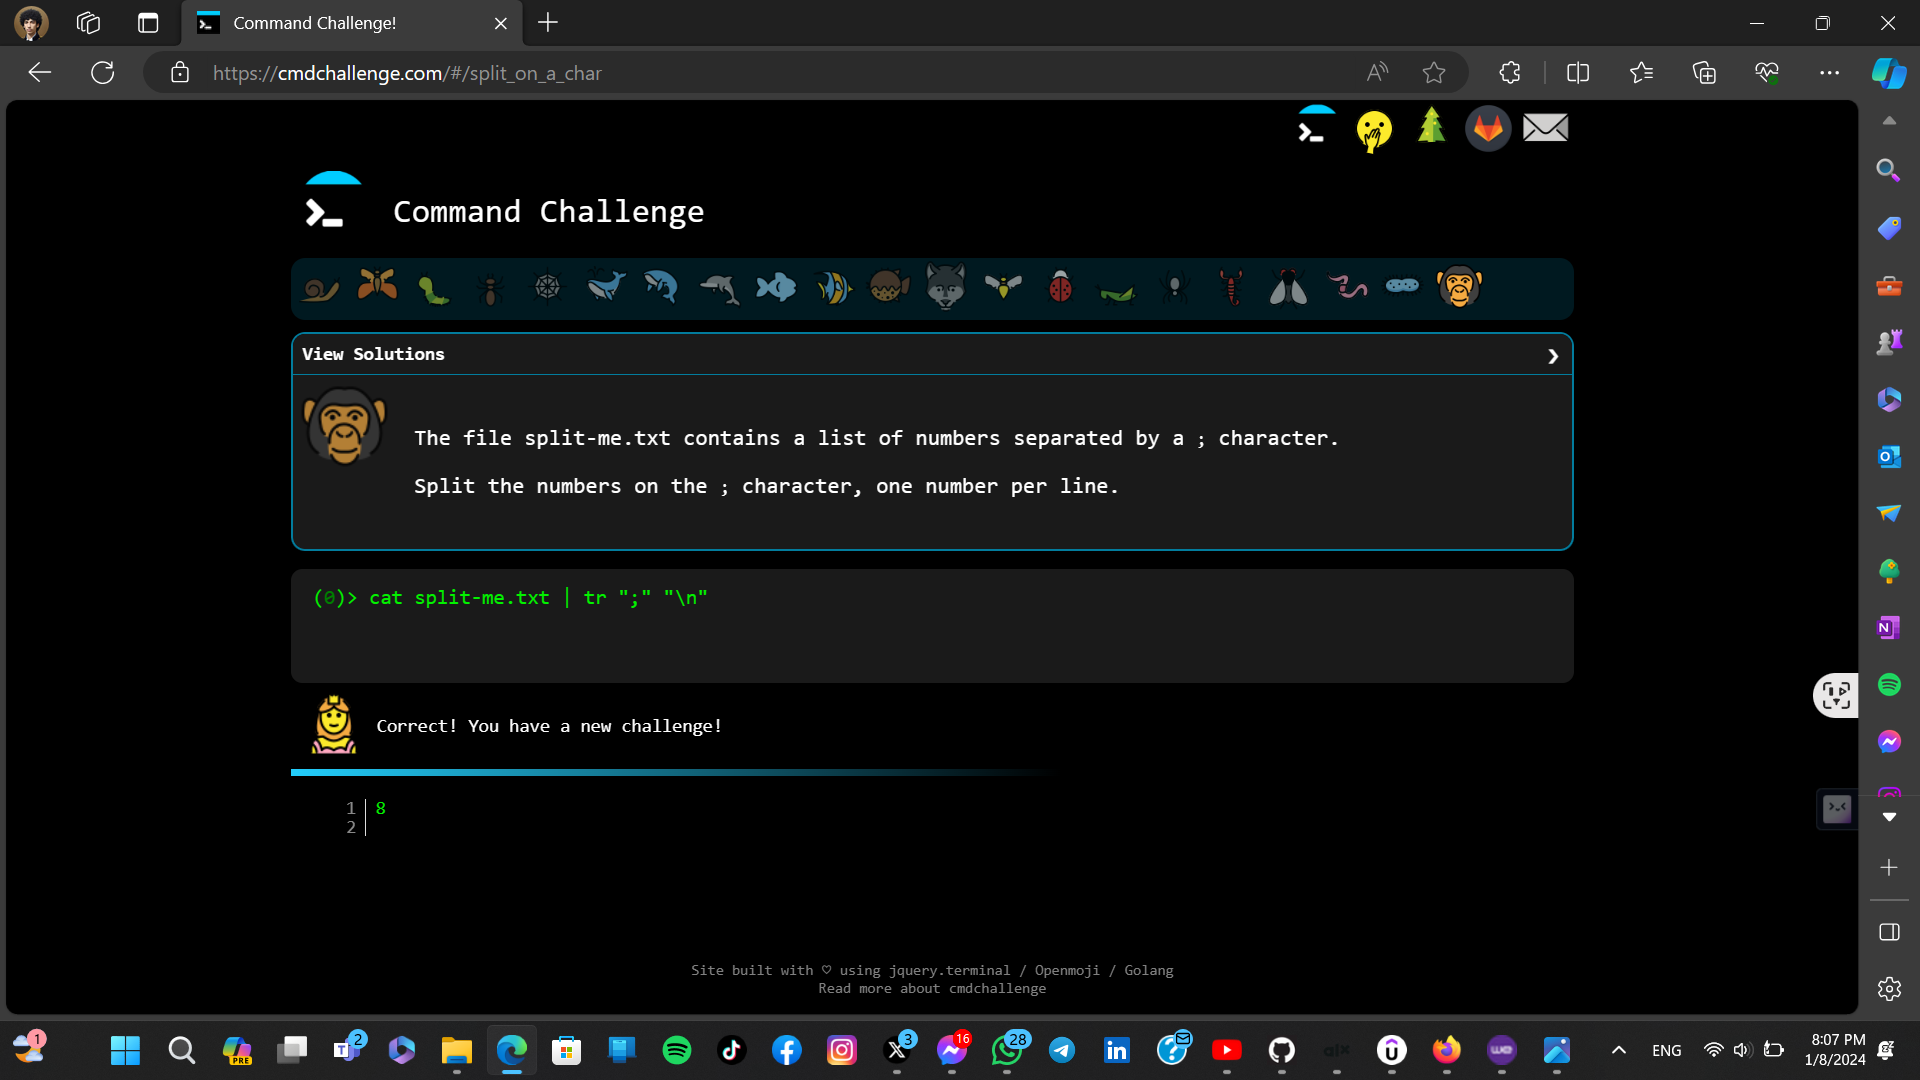 Command Challenge!
https://cmdchallenge.com/#/split_on_a_char
Command Challenge
View Solutions
The file split-me.txt contains a list of numbers separated by a ; character.
Split the numbers on the ; character, one number per line.
(0)> cat split-me.txt | tr ";" "\n"
Correct! You have a new challenge!
1 8
2
Site built with ♡ using jquery.terminal / Openmoji / Golang
Read more about cmdchallenge
1
PRE
2
3
16
28
ENG
8:07 PM
1/8/2024